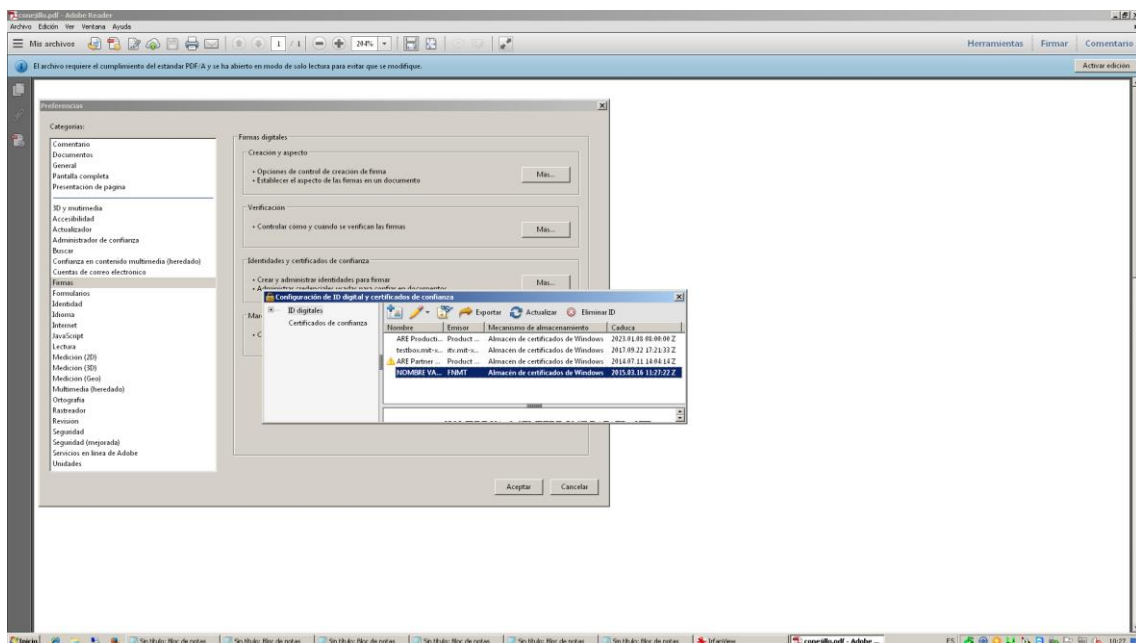 conejillo.pdf - Adobe Reader
Archivo Edición Ver Ventana Ayuda
Mis archivos 1 / 1 204% Herramientas Firmar Comentario
El archivo requiere el cumplimiento del estándar PDF/A y se ha abierto en modo de solo lectura para evitar que se modifique. Activar edición
Preferencias
Categorías:
Comentario
Documentos
General
Pantalla completa
Presentación de página
3D y multimedia
Accesibilidad
Actualizador
Administrador de confianza
Buscar
Confianza en contenido multimedia (heredado)
Cuentas de correo electrónico
Firmas
Formularios
Identidad
Idioma
Internet
JavaScript
Lectura
Medición (2D)
Medición (3D)
Medición (Geo)
Multimedia (heredado)
Ortografía
Rastreador
Revisión
Seguridad
Seguridad (mejorada)
Servicios en línea de Adobe
Unidades
Firmas digitales
Creación y aspecto
• Opciones de control de creación de firma
• Establecer el aspecto de las firmas en un documento
Más...
Verificación
• Controlar cómo y cuándo se verifican las firmas
Más...
Identidades y certificados de confianza
• Crear y administrar identidades para firmar
• Administrar credenciales usadas para confiar en documentos
Más...
Configuración de ID digital y certificados de confianza
ID digitales
Certificados de confianza
Exportar Actualizar Eliminar ID
Nombre Emisor Mecanismo de almacenamiento Caduca
ARE Producti... Product ... Almacén de certificados de Windows 2023.01.08 08:00:00 Z
testbox.mit-x... itv.mit-x... Almacén de certificados de Windows 2017.09.22 17:21:33 Z
ARE Partner ... Product ... Almacén de certificados de Windows 2014.07.11 14:04:14 Z
NOMBRE VA... FNMT Almacén de certificados de Windows 2015.03.16 11:27:22 Z
Aceptar Cancelar
Inicio Sin título: Bloc de notas Sin título: Bloc de notas Sin título: Bloc de notas Sin título: Bloc de notas Sin título: Bloc de notas Sin título: Bloc de notas IrfanView conejillo.pdf - Adobe ... ES 10:27